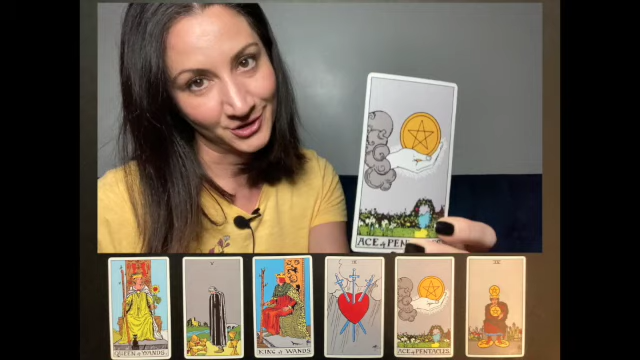 ACE of PENTACLES
QUEEN of WANDS
V
KING of WANDS
III
ACE of PENTACLES